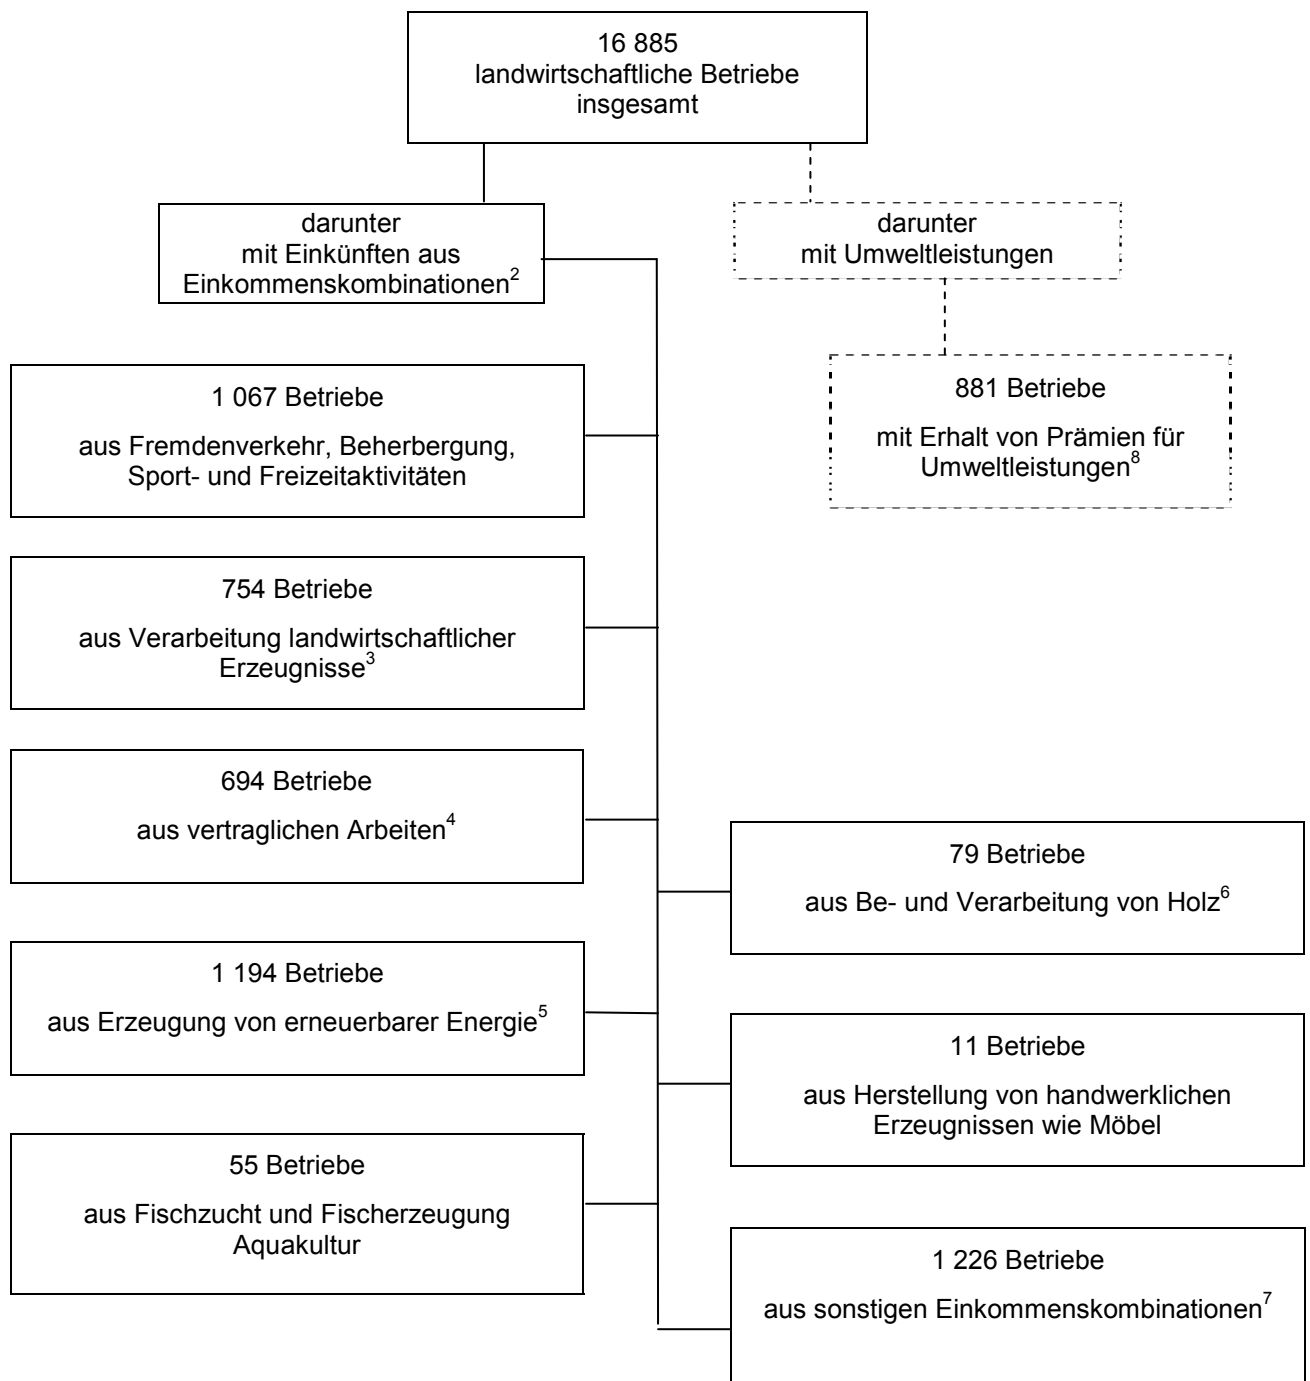 16 885
landwirtschaftliche Betriebe
insgesamt
darunter
mit Einkünften aus
Einkommenskombinationen²
darunter
mit Umweltleistungen
1 067 Betriebe
aus Fremdenverkehr, Beherbergung,
Sport- und Freizeitaktivitäten
881 Betriebe
mit Erhalt von Prämien für
Umweltleistungen⁸
754 Betriebe
aus Verarbeitung landwirtschaftlicher
Erzeugnisse³
694 Betriebe
aus vertraglichen Arbeiten⁴
79 Betriebe
aus Be- und Verarbeitung von Holz⁶
1 194 Betriebe
aus Erzeugung von erneuerbarer Energie⁵
11 Betriebe
aus Herstellung von handwerklichen
Erzeugnissen wie Möbel
55 Betriebe
aus Fischzucht und Fischerzeugung
Aquakultur
1 226 Betriebe
aus sonstigen Einkommenskombinationen⁷